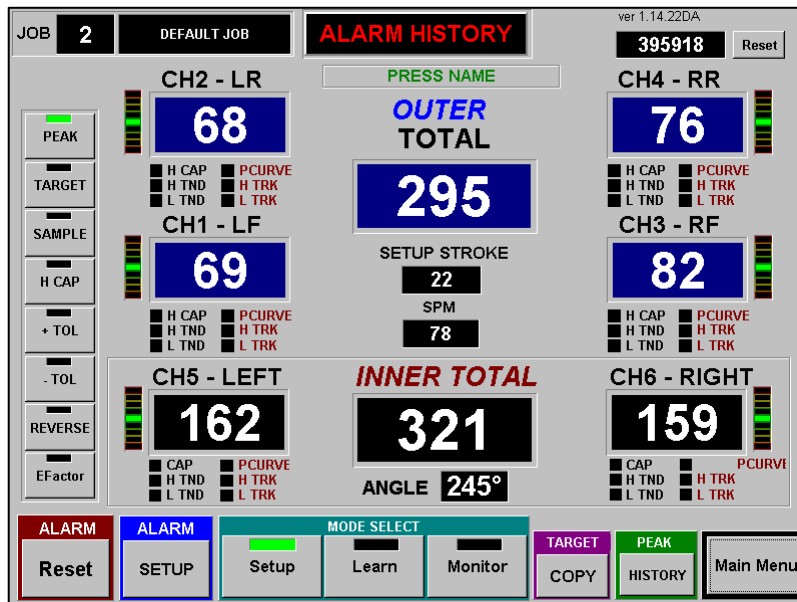 JOB 2 DEFAULT JOB ALARM HISTORY ver 1.14.22DA
395918 Reset
PRESS NAME
CH2 - LR
68
H CAP PCURVE
H TND H TRK
L TND L TRK
OUTER
TOTAL
295
CH4 - RR
76
H CAP PCURVE
H TND H TRK
L TND L TRK
PEAK
TARGET
SAMPLE
H CAP
+ TOL
- TOL
REVERSE
EFactor
CH1 - LF
69
H CAP PCURVE
H TND H TRK
L TND L TRK
SETUP STROKE
22
SPM
78
CH3 - RF
82
H CAP PCURVE
H TND H TRK
L TND L TRK
CH5 - LEFT
162
CAP PCURVE
H TND H TRK
L TND L TRK
INNER TOTAL
321
ANGLE 245°
CH6 - RIGHT
159
CAP PCURVE
H TND H TRK
L TND L TRK
ALARM
Reset
ALARM
SETUP
MODE SELECT
Setup Learn Monitor
TARGET
COPY
PEAK
HISTORY
Main Menu